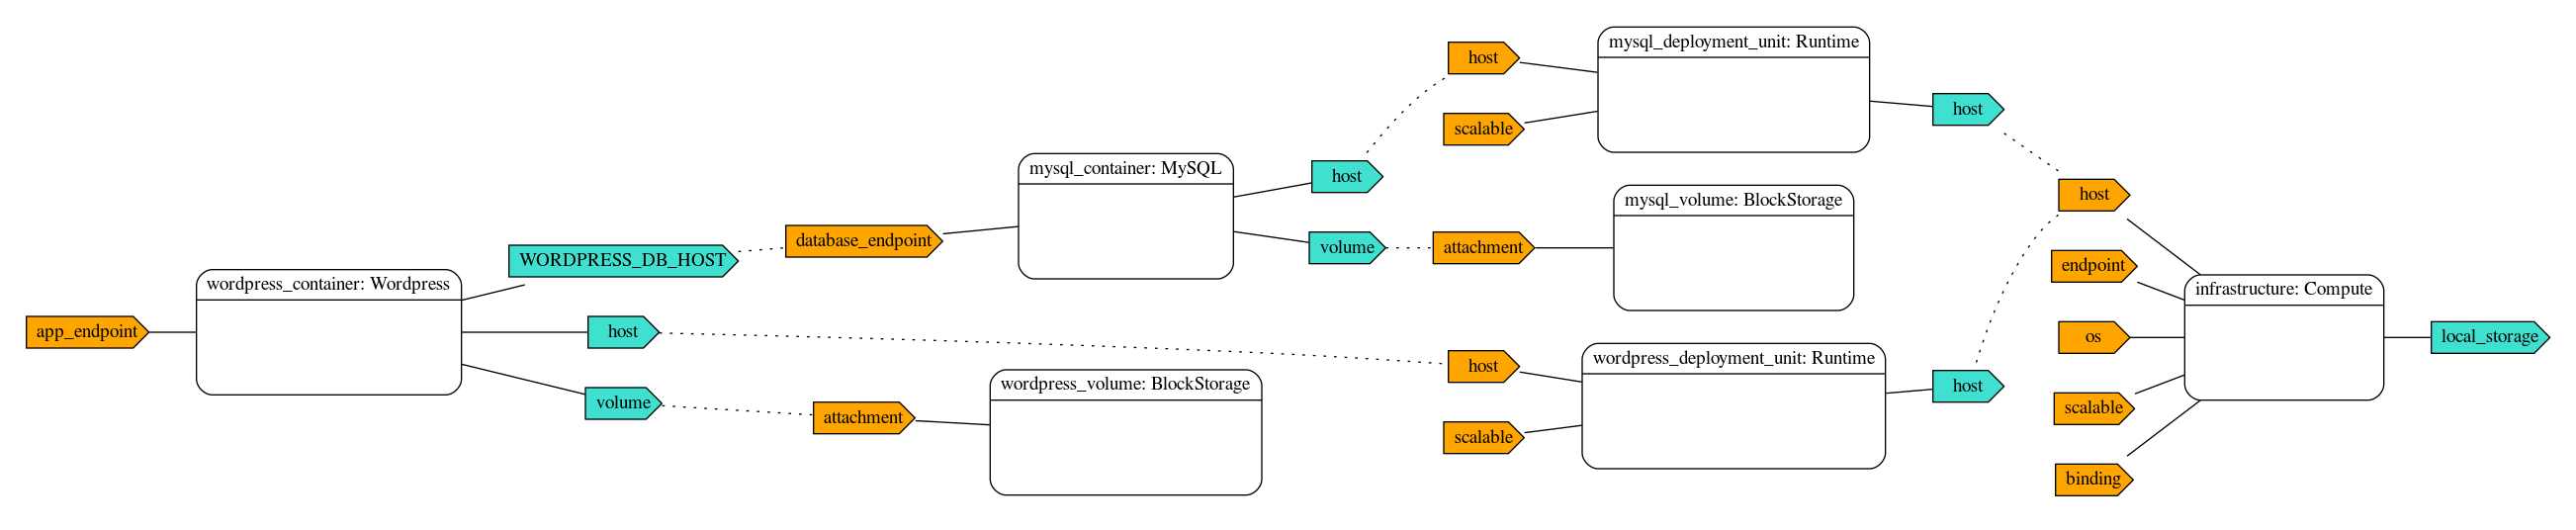 mysql_deployment_unit: Runtime
host
scalable
host
mysql_container: MySQL
host
volume
mysql_volume: BlockStorage
attachment
host
database_endpoint
WORDPRESS_DB_HOST
endpoint
wordpress_container: Wordpress
app_endpoint
host
volume
infrastructure: Compute
os
local_storage
wordpress_deployment_unit: Runtime
host
host
scalable
wordpress_volume: BlockStorage
attachment
scalable
binding